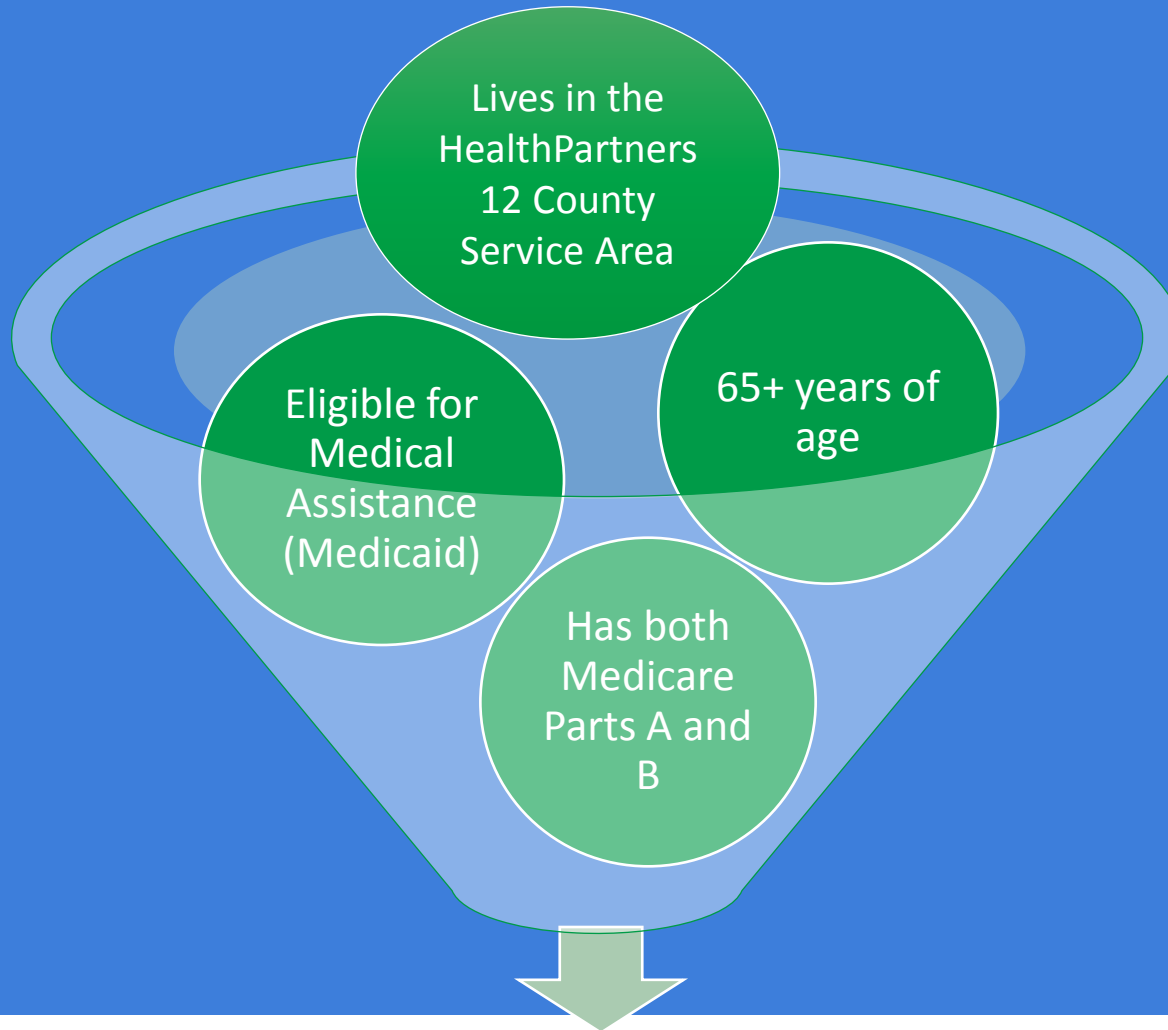 Lives in the
HealthPartners
12 County
Service Area
Eligible for
Medical
Assistance
(Medicaid)
65+ years of
age
Has both
Medicare
Parts A and
B